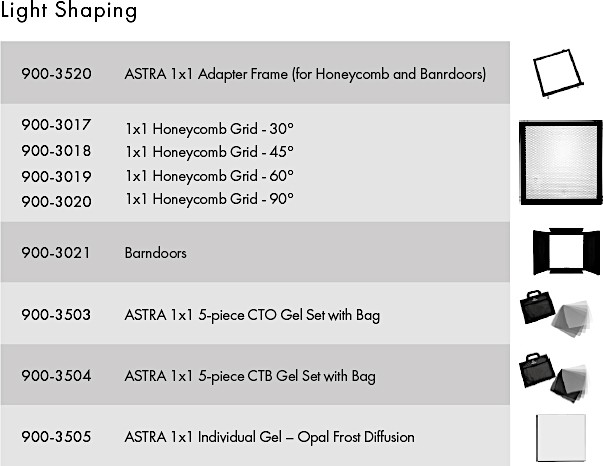 Light Shaping
900-3520 ASTRA 1x1 Adapter Frame (for Honeycomb and Banrdoors)
900-3017 1x1 Honeycomb Grid - 30°
900-3018 1x1 Honeycomb Grid - 45°
900-3019 1x1 Honeycomb Grid - 60°
900-3020 1x1 Honeycomb Grid - 90°
900-3021 Barndoors
900-3503 ASTRA 1x1 5-piece CTO Gel Set with Bag
900-3504 ASTRA 1x1 5-piece CTB Gel Set with Bag
900-3505 ASTRA 1x1 Individual Gel – Opal Frost Diffusion